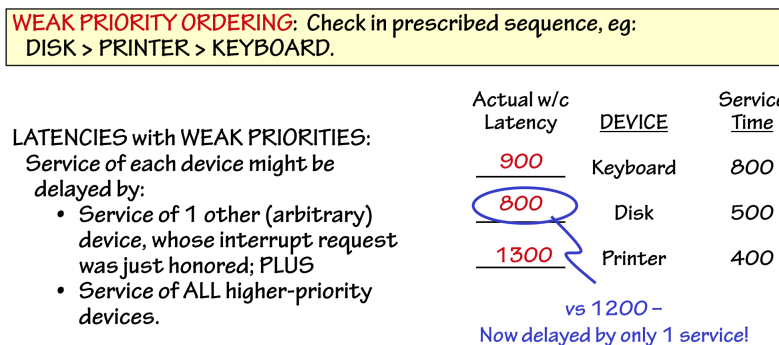 WEAK PRIORITY ORDERING: Check in prescribed sequence, eg:
DISK > PRINTER > KEYBOARD.
LATENCIES with WEAK PRIORITIES:
Service of each device might be
delayed by:
• Service of 1 other (arbitrary)
device, whose interrupt request
was just honored; PLUS
• Service of ALL higher-priority
devices.
Actual w/c Service
Latency DEVICE Time
900 Keyboard 800
800 Disk 500
1300 Printer 400
vs 1200 –
Now delayed by only 1 service!